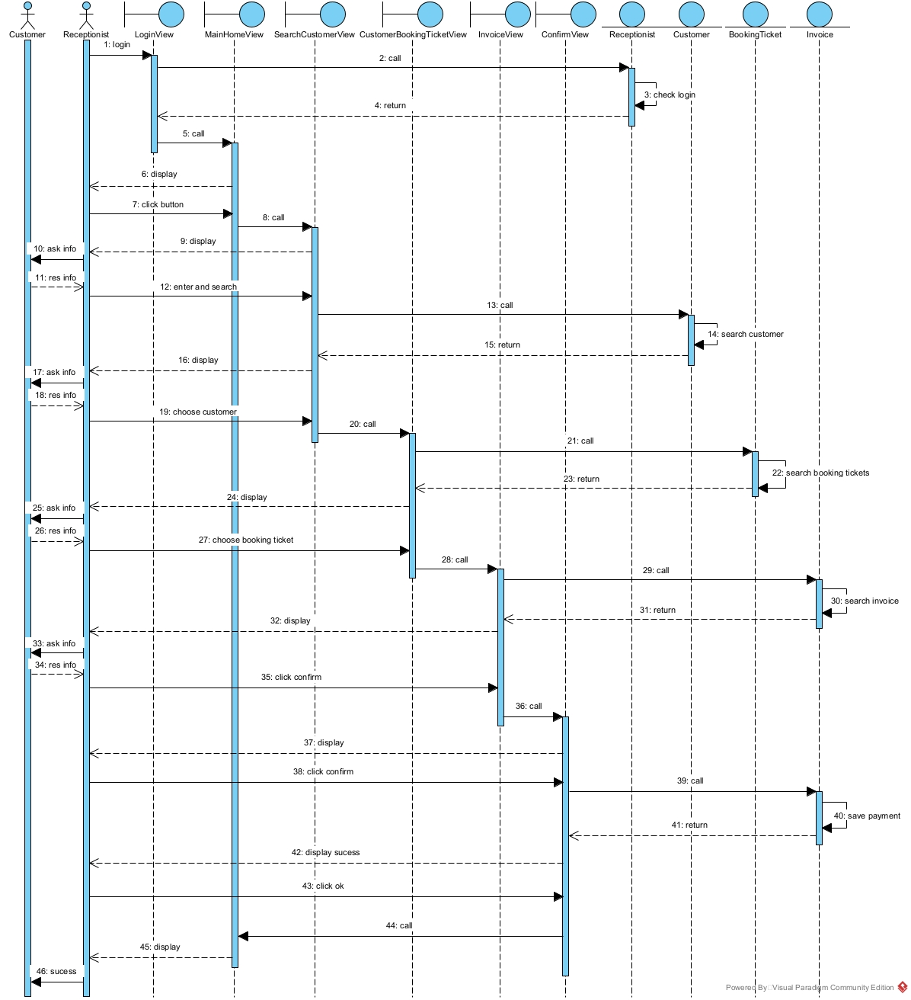 Customer
Receptionist
LoginView
MainHomeView
SearchCustomerView
CustomerBookingTicketView
InvoiceView
ConfirmView
Receptionist
Customer
BookingTicket
Invoice
1: login
2: call
3: check login
4: return
5: call
6: display
7: click button
8: call
9: display
10: ask info
11: res info
12: enter and search
13: call
14: search customer
15: return
16: display
17: ask info
18: res info
19: choose customer
20: call
21: call
22: search booking tickets
23: return
24: display
25: ask info
26: res info
27: choose booking ticket
28: call
29: call
30: search invoice
31: return
32: display
33: ask info
34: res info
35: click confirm
36: call
37: display
38: click confirm
39: call
40: save payment
41: return
42: display sucess
43: click ok
44: call
45: display
46: sucess
Powered By Visual Paradigm Community Edition